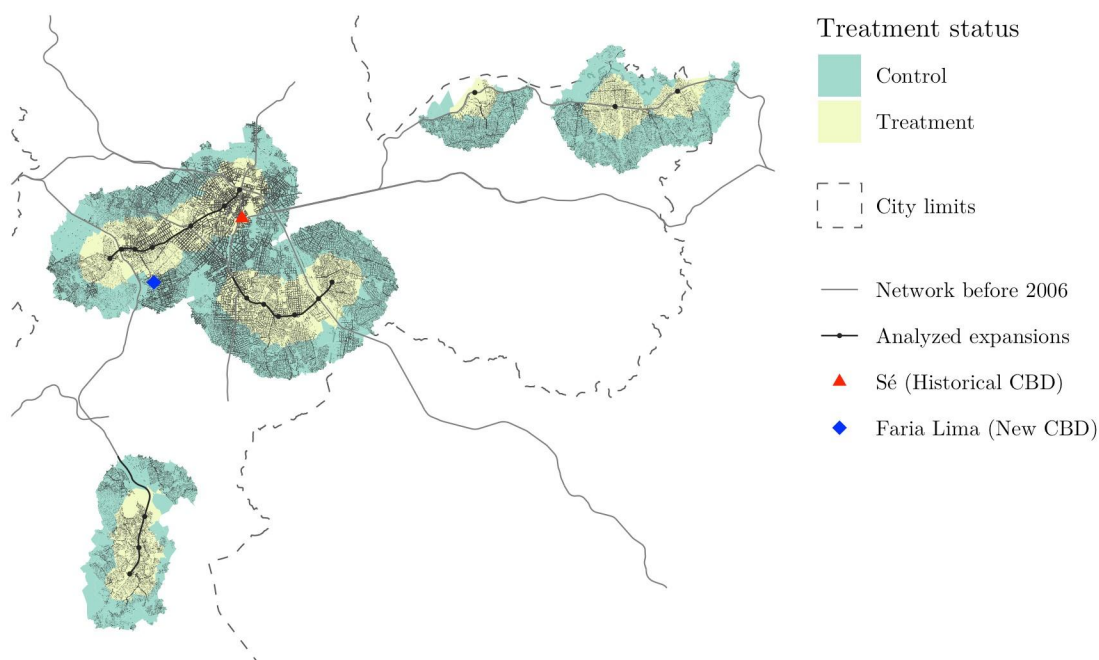 Treatment status
Control
Treatment
City limits
Network before 2006
Analyzed expansions
Sé (Historical CBD)
Faria Lima (New CBD)